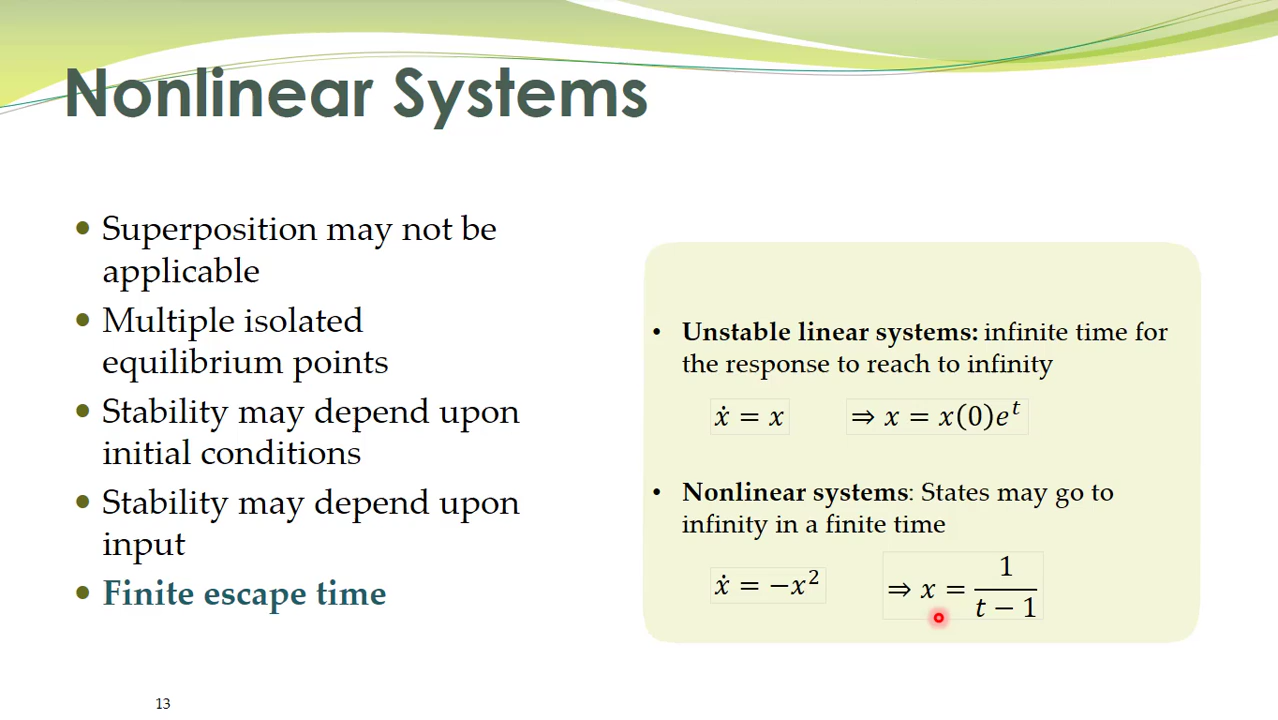 Nonlinear Systems
• Superposition may not be
applicable
• Multiple isolated
equilibrium points
• Stability may depend upon
initial conditions
• Stability may depend upon
input
• Finite escape time
• Unstable linear systems: infinite time for
the response to reach to infinity
ẋ = x ⇒ x = x(0)eᵗ
• Nonlinear systems: States may go to
infinity in a finite time
ẋ = −x² ⇒ x = 1/(t − 1)
13